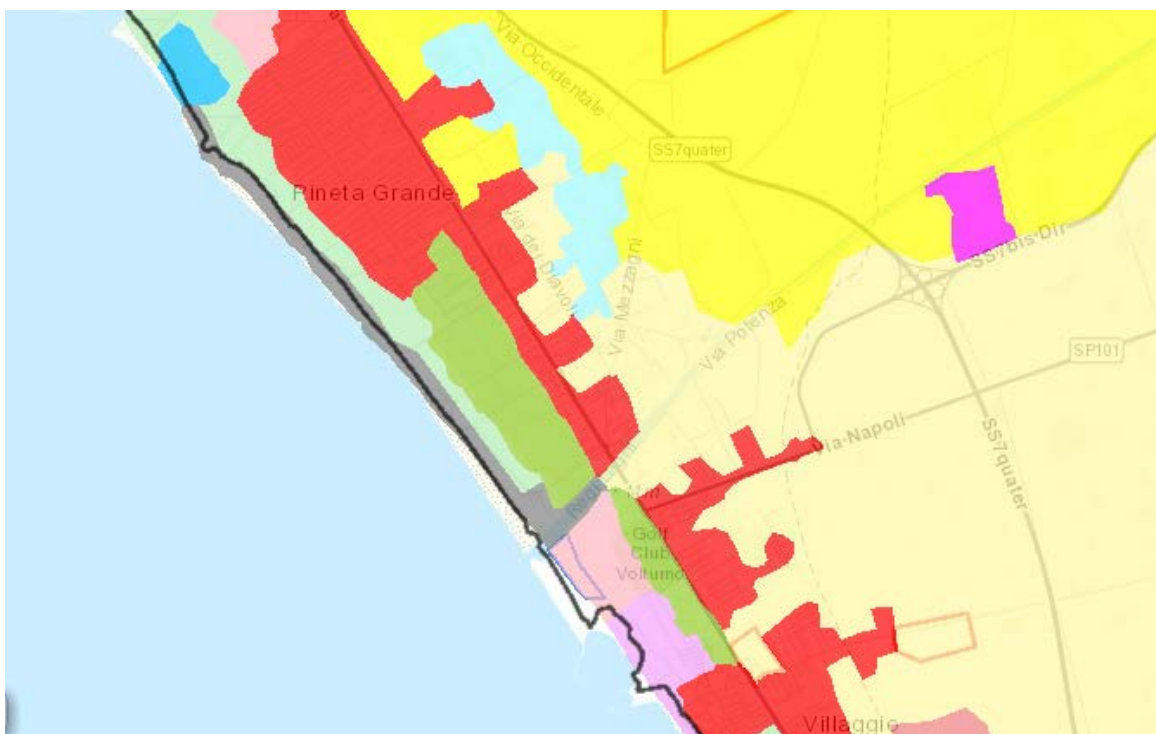 Via Occidentale
SS7quater
Pineta Grande
Via dei Diavoli
Via Mezzagni
SS7bis Dir
Via Potenza
SP101
Via Napoli
SS7quater
Golf
Club
Volturno
Villaggio